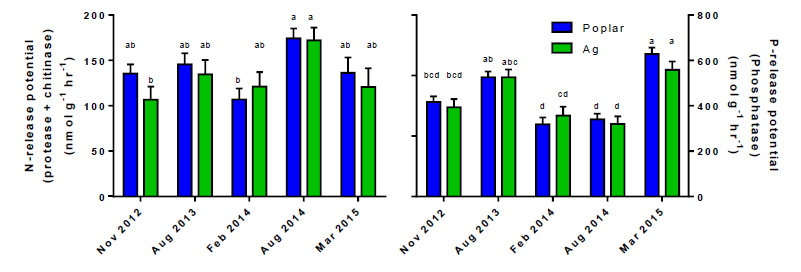 N-release potential
(protease + chitinase)
(nmol g-1 hr-1)
200
150
100
50
0
ab
b
ab
ab
b
ab
a
a
ab
ab
Nov 2012
Aug 2013
Feb 2014
Aug 2014
Mar 2015
Poplar
Ag
bcd
bcd
ab
abc
d
cd
d
d
a
a
Nov 2012
Aug 2013
Feb 2014
Aug 2014
Mar 2015
800
600
400
200
0
P-release potential
(Phosphatase)
(nmol g-1 hr-1)